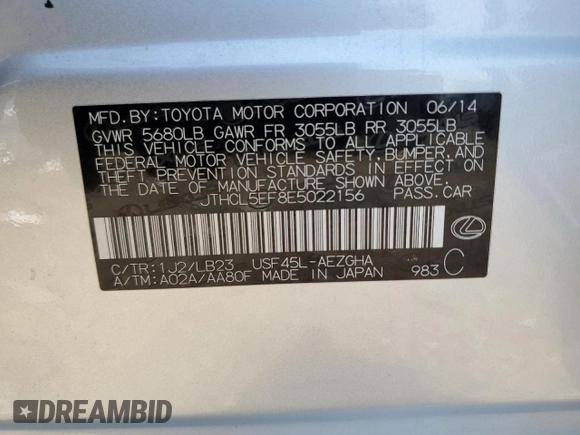 MFD.BY:TOYOTA MOTOR CORPORATION 06/14
GVWR 5680LB GAWR FR 3055LB RR 3055LB
THIS VEHICLE CONFORMS TO ALL APPLICABLE
FEDERAL MOTOR VEHICLE SAFETY, BUMPER, AND
THEFT PREVENTION STANDARDS IN EFFECT ON
THE DATE OF MANUFACTURE SHOWN ABOVE.
JTHCL5EF8E5022156 PASS.CAR
C/TR:1J2/LB23 USF45L-AEZGHA
A/TM:A02A/AA80F MADE IN JAPAN 983 C
DREAMBID